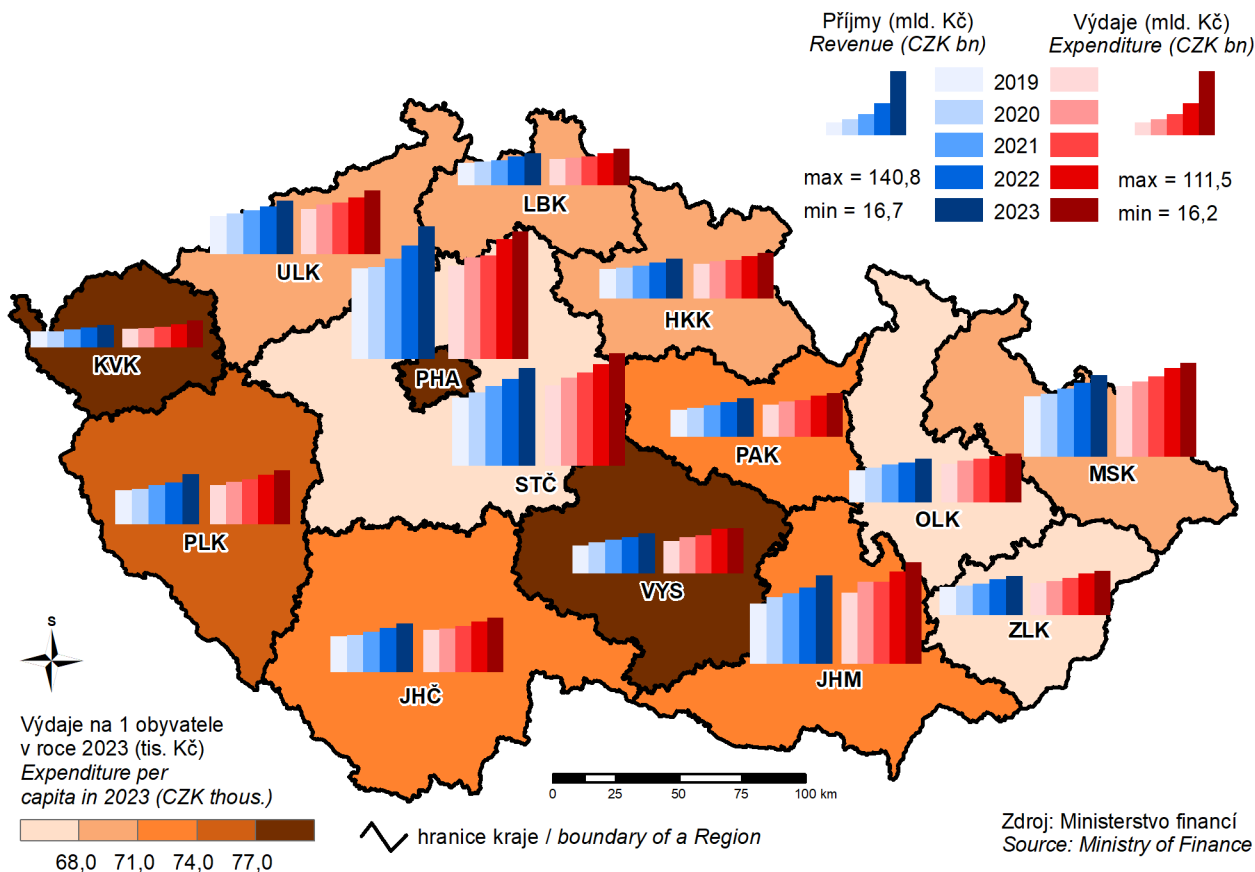 Příjmy (mld. Kč)
Revenue (CZK bn)
Výdaje (mld. Kč)
Expenditure (CZK bn)
2019
2020
2021
2022
2023
max = 140,8
min = 16,7
max = 111,5
min = 16,2
LBK
ULK
HKK
KVK
PHA
PAK
STČ
MSK
OLK
PLK
VYS
ZLK
JHČ
JHM
S
Výdaje na 1 obyvatele
v roce 2023 (tis. Kč)
Expenditure per
capita in 2023 (CZK thous.)
68,0 71,0 74,0 77,0
hranice kraje / boundary of a Region
0 25 50 75 100 km
Zdroj: Ministerstvo financí
Source: Ministry of Finance